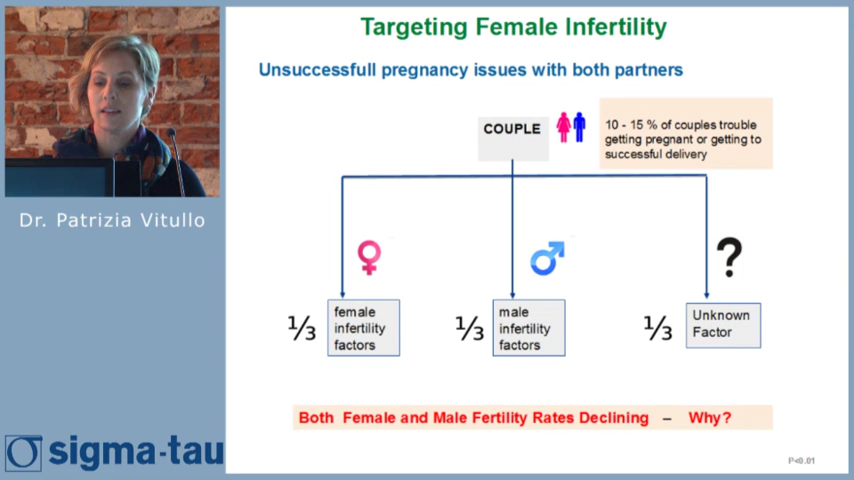 Targeting Female Infertility
Unsuccessfull pregnancy issues with both partners
COUPLE
10 - 15 % of couples trouble
getting pregnant or getting to
successful delivery
Dr. Patrizia Vitullo
?
⅓
female
infertility
factors
⅓
male
infertility
factors
⅓
Unknown
Factor
Both Female and Male Fertility Rates Declining – Why?
sigma-tau
P<0.01